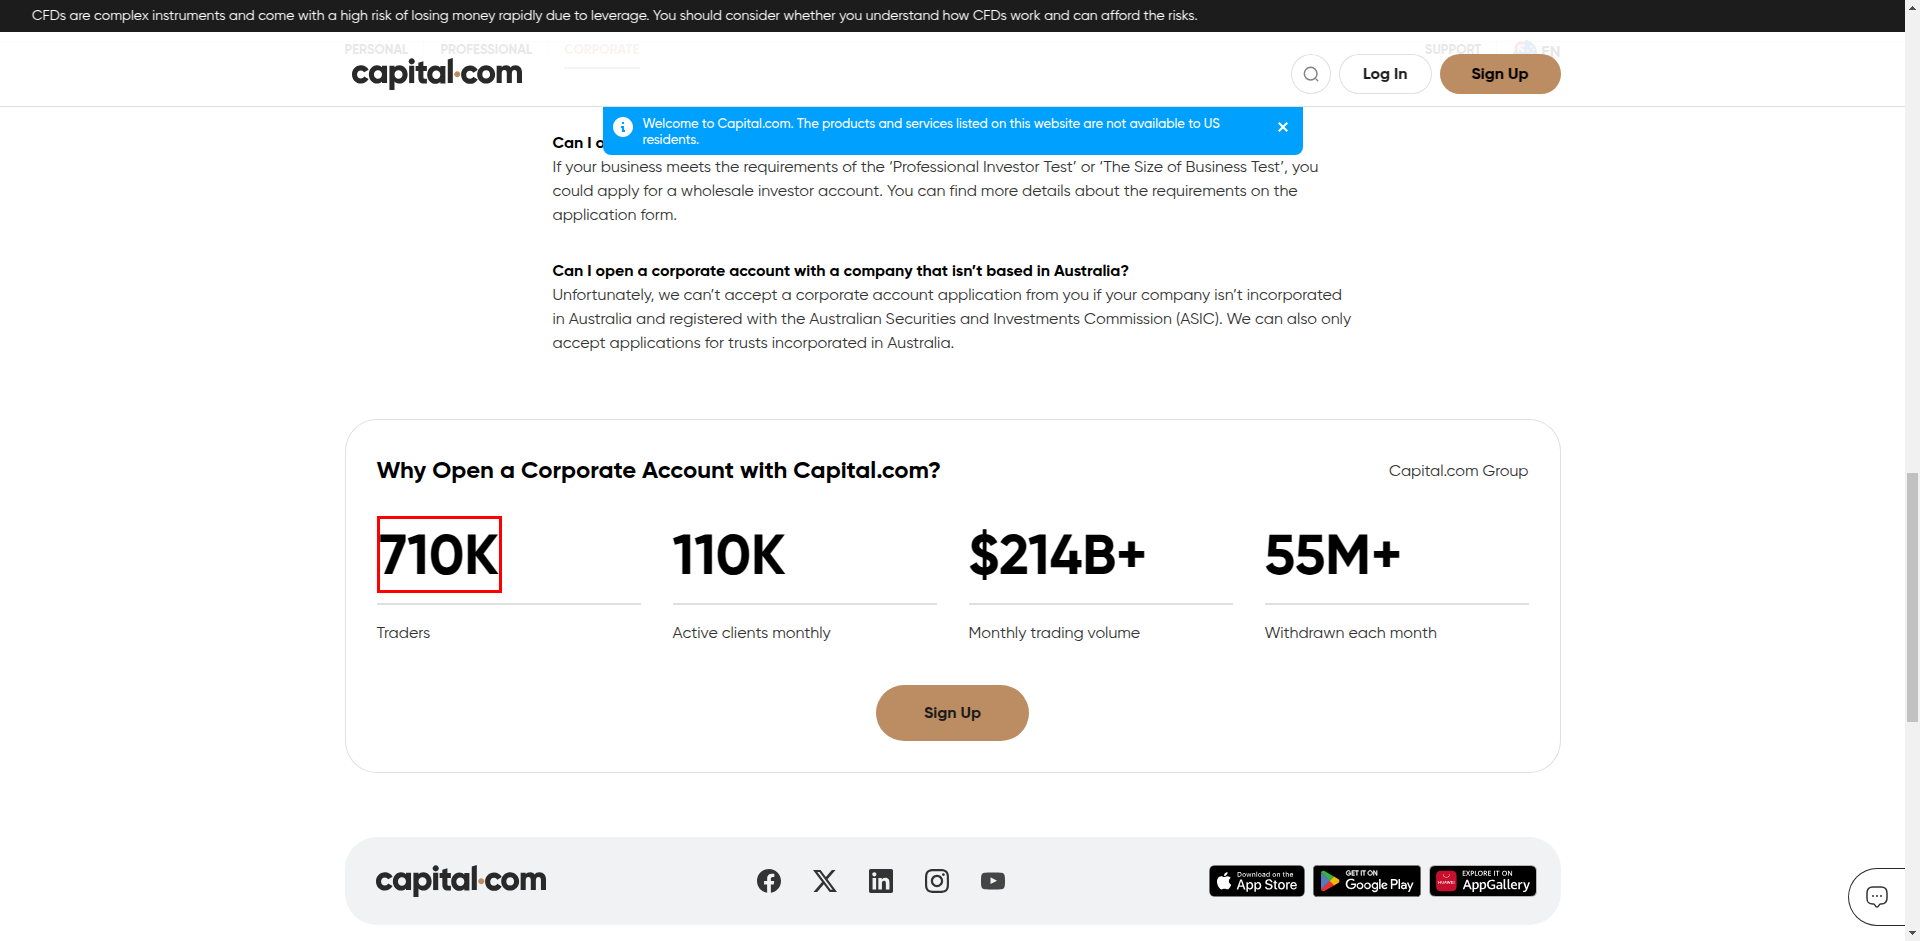 CFDs are complex instruments and come with a high risk of losing money rapidly due to leverage. You should consider whether you understand how CFDs work and can afford the risks.
PERSONAL
PROFESSIONAL
CORPORATE
SUPPORT
EN
capital.com
Log In
Sign Up
Welcome to Capital.com. The products and services listed on this website are not available to US
residents.
Can I o
If your business meets the requirements of the ‘Professional Investor Test’ or ‘The Size of Business Test’, you
could apply for a wholesale investor account. You can find more details about the requirements on the
application form.
Can I open a corporate account with a company that isn’t based in Australia?
Unfortunately, we can’t accept a corporate account application from you if your company isn’t incorporated
in Australia and registered with the Australian Securities and Investments Commission (ASIC). We can also only
accept applications for trusts incorporated in Australia.
Why Open a Corporate Account with Capital.com?
Capital.com Group
710K
110K
$214B+
55M+
Traders
Active clients monthly
Monthly trading volume
Withdrawn each month
Sign Up
capital.com
Download on the
App Store
GET IT ON
Google Play
HUAWEI
EXPLORE IT ON
AppGallery